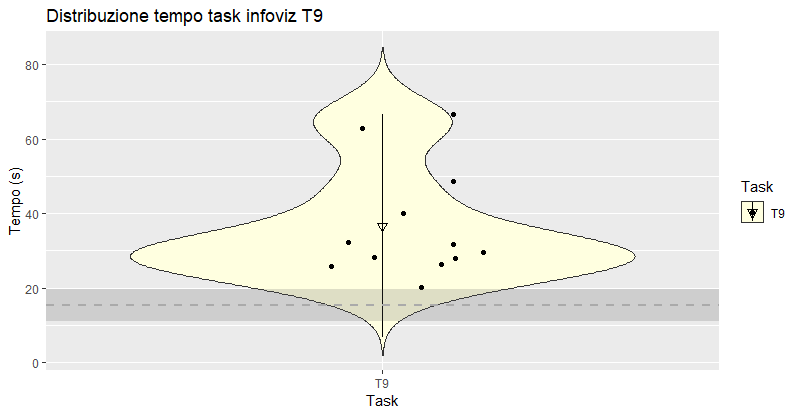 Distribuzione tempo task infoviz T9
Tempo (s)
80
60
40
20
0
T9
Task
Task
T9